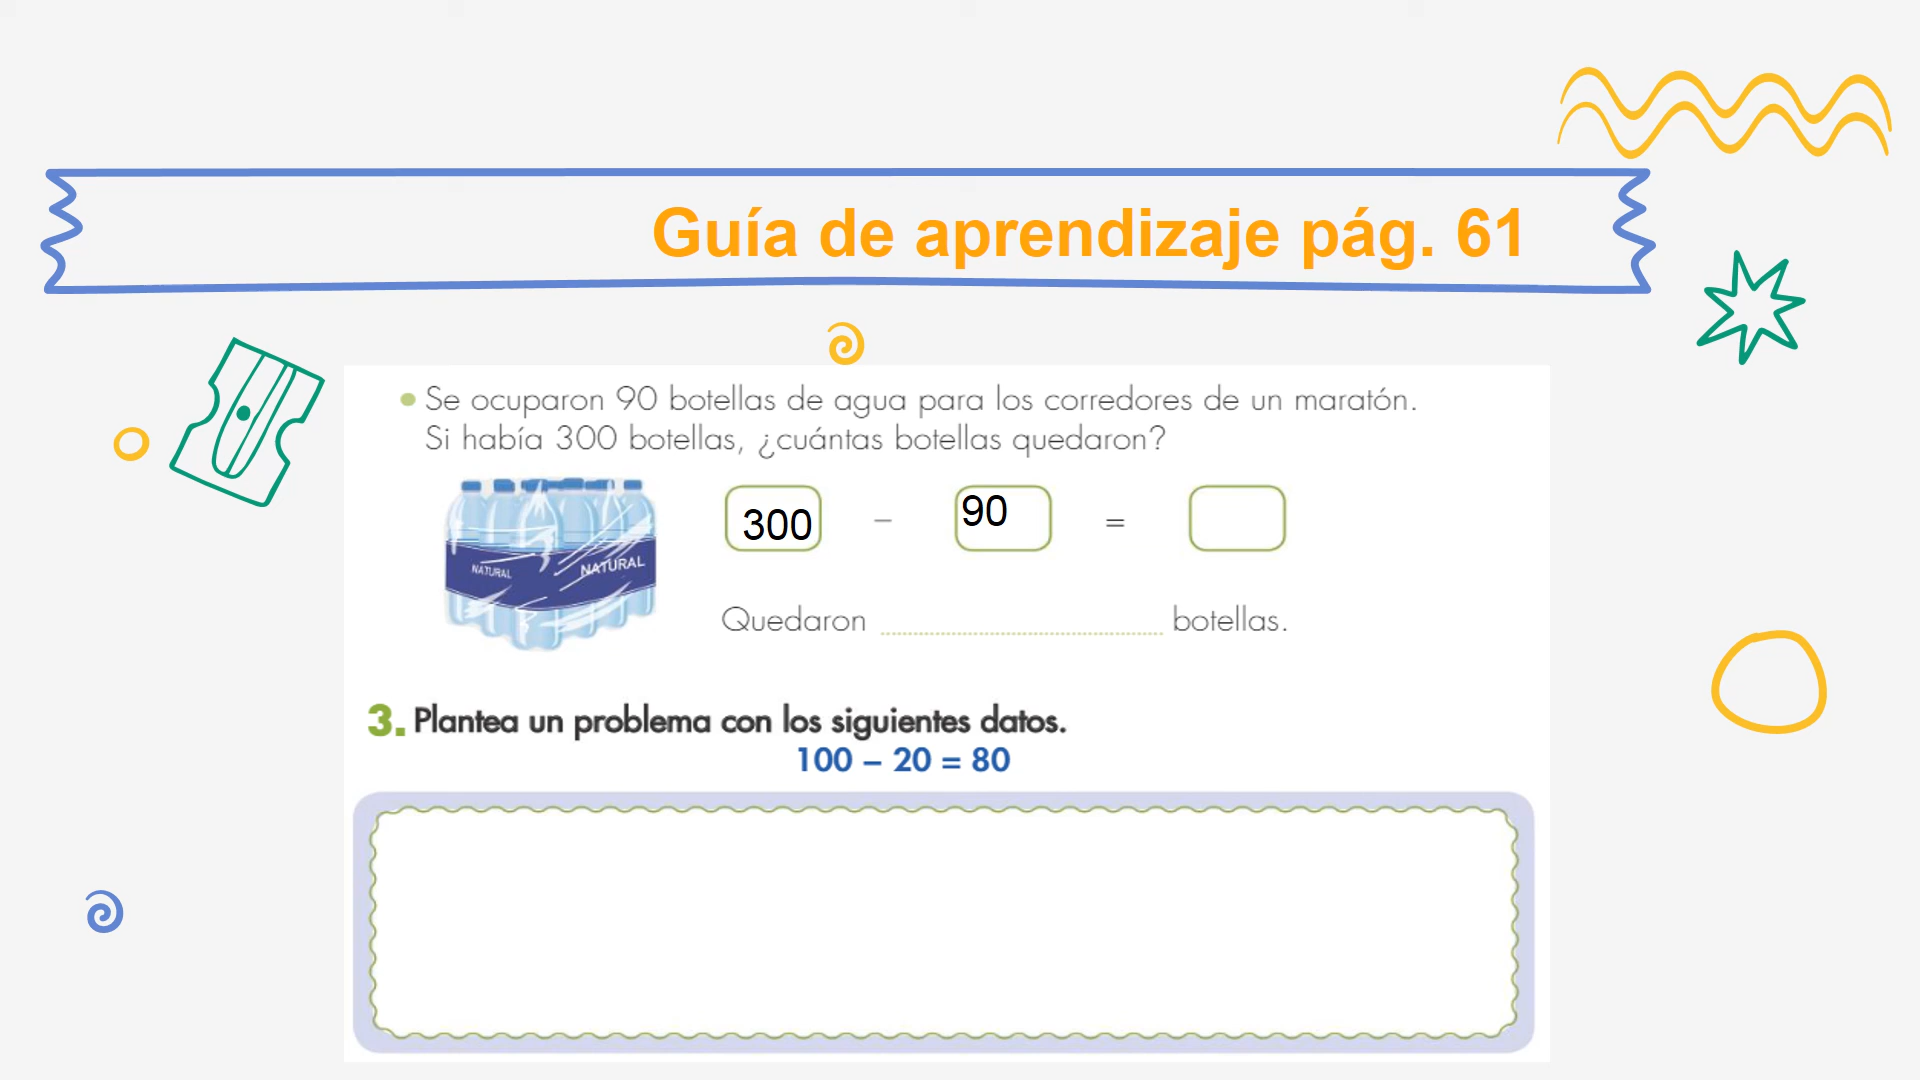 Guía de aprendizaje pág. 61
Se ocuparon 90 botellas de agua para los corredores de un maratón.
Si había 300 botellas, ¿cuántas botellas quedaron?
300 – 90 =
NATURAL NATURAL
Quedaron botellas.
3. Plantea un problema con los siguientes datos.
100 – 20 = 80